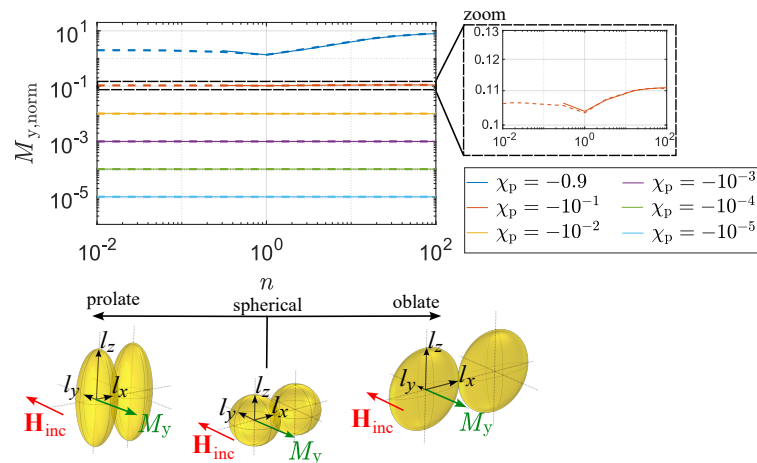 zoom
10^1
10^-1
10^-3
10^-5
M_y,norm
10^-2 10^0 10^2
n
0.13
0.12
0.11
0.1
10^-2 10^0 10^2
χ_p = −0.9 χ_p = −10^-3
χ_p = −10^-1 χ_p = −10^-4
χ_p = −10^-2 χ_p = −10^-5
prolate spherical oblate
l_z l_y l_x H_inc M_y
l_z l_y l_x H_inc M_y
l_z l_y l_x H_inc M_y